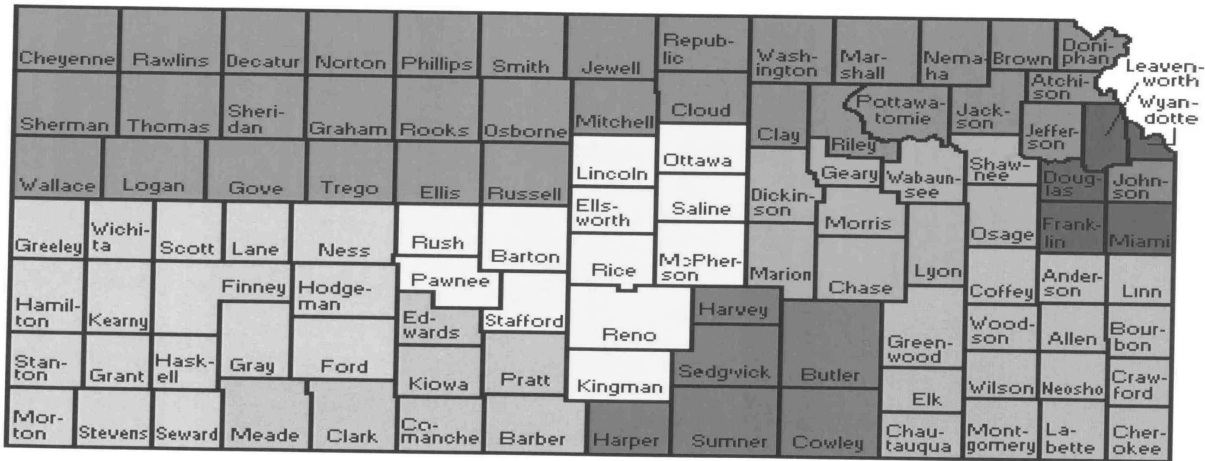 Cheyenne
Rawlins
Decatur
Norton
Phillips
Smith
Jewell
Repub-
lic
Wash-
ington
Mar-
shall
Nema-
ha
Brown
Doni-
phan
Leaven-
worth
Wyan-
dotte
Atchi-
son
Sherman
Thomas
Sheri-
dan
Graham
Rooks
Osborne
Mitchell
Cloud
Clay
Riley
Pottawa-
tomie
Jack-
son
Jeffer-
son
Wallace
Logan
Gove
Trego
Ellis
Russell
Lincoln
Ottawa
Dickin-
son
Geary
Wabaun-
see
Shaw-
nee
Doug-
las
John-
son
Greeley
Wichi-
ta
Scott
Lane
Ness
Rush
Barton
Ells-
worth
Saline
Morris
Osage
Frank-
lin
Miami
Hamil-
ton
Kearny
Finney
Hodge-
man
Pawnee
Rice
McPher-
son
Marion
Chase
Lyon
Coffey
Ander-
son
Linn
Ed-
wards
Stafford
Reno
Harvey
Stan-
ton
Grant
Hask-
ell
Gray
Ford
Kiowa
Pratt
Kingman
Sedgwick
Butler
Green-
wood
Wood-
son
Allen
Bour-
bon
Elk
Wilson
Neosho
Craw-
ford
Mor-
ton
Stevens
Seward
Meade
Clark
Co-
manche
Barber
Harper
Sumner
Cowley
Chau-
tauqua
Mont-
gomery
La-
bette
Cher-
okee